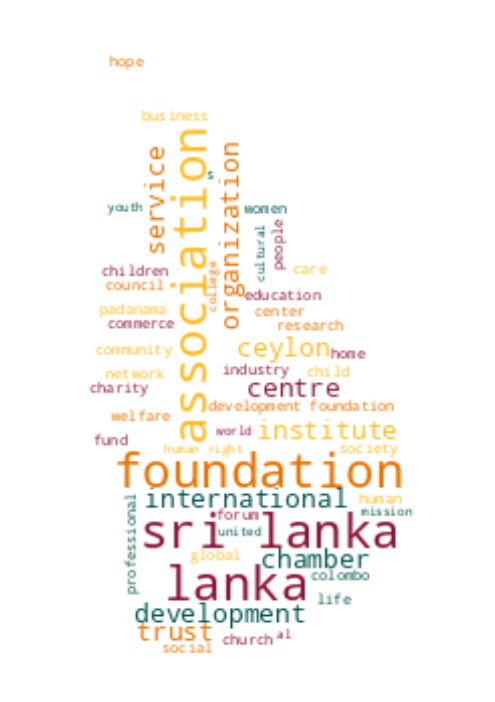 hope
business
association
service
organization
s
youth
women
people
cultural
children
care
council
college
education
padanama
center
commerce
research
community
ceylon
home
network
industry
child
charity
centre
welfare
development foundation
fund
world
institute
human right
society
foundation
international
human
professional
mission
sri lanka
forum
united
global
chamber
lanka
colombo
life
development
trust
church
al
social